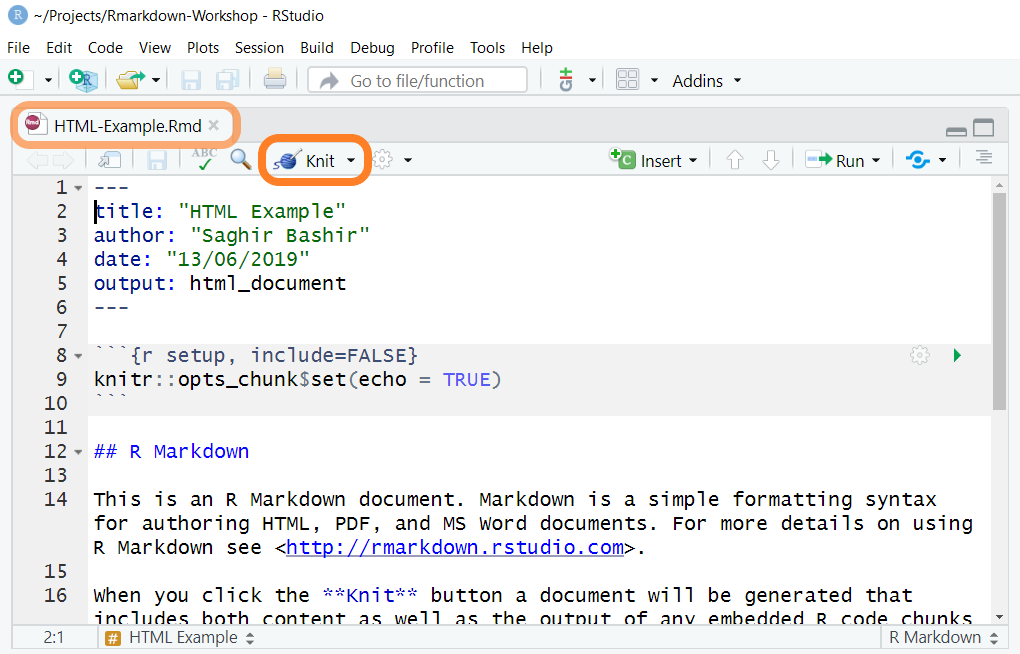 R ~/Projects/Rmarkdown-Workshop - RStudio
File Edit Code View Plots Session Build Debug Profile Tools Help
Go to file/function Addins
Rmd HTML-Example.Rmd
ABC Knit Insert Run
1 ---
2 title: "HTML Example"
3 author: "Saghir Bashir"
4 date: "13/06/2019"
5 output: html_document
6 ---
7
8 ```{r setup, include=FALSE}
9 knitr::opts_chunk$set(echo = TRUE)
10 ```
11
12 ## R Markdown
13
14 This is an R Markdown document. Markdown is a simple formatting syntax
for authoring HTML, PDF, and MS Word documents. For more details on using
R Markdown see <http://rmarkdown.rstudio.com>.
15
16 When you click the **Knit** button a document will be generated that
includes both content as well as the output of any embedded R code chunks
2:1 # HTML Example R Markdown